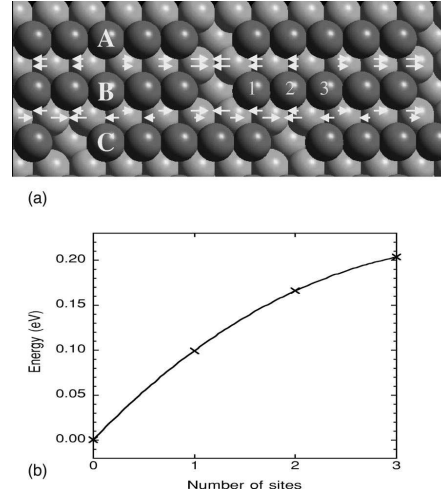 A
B 1 2 3
C
(a)
Energy (eV)
0.20
0.15
0.10
0.05
0.00
0 1 2 3
Number of sites
(b)